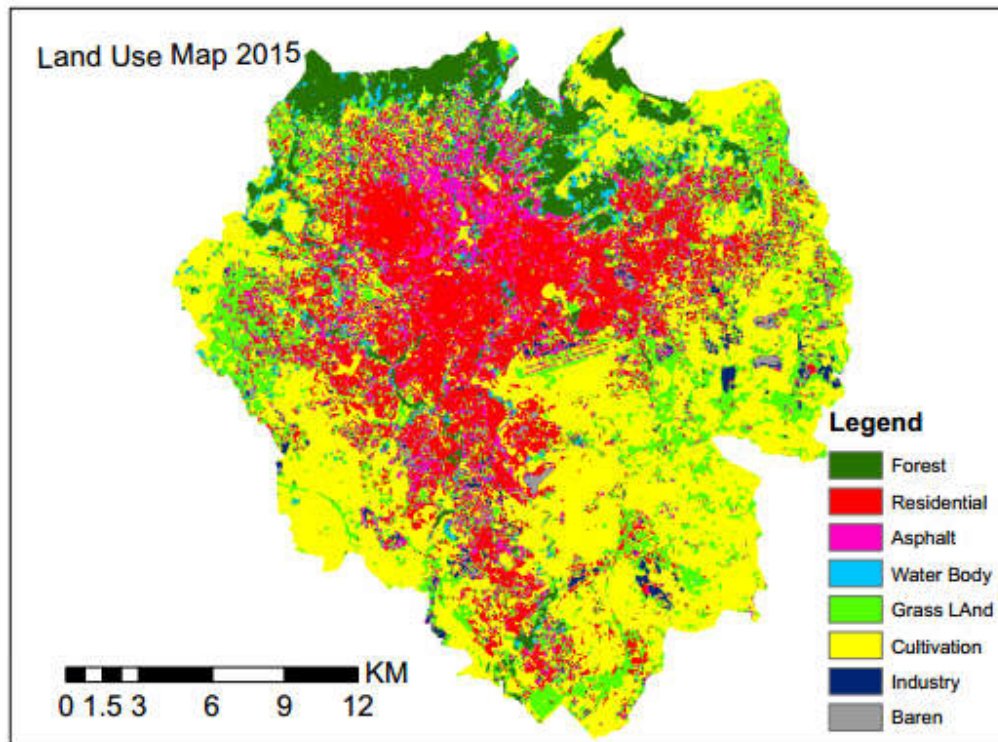 Land Use Map 2015
Legend
Forest
Residential
Asphalt
Water Body
Grass LAnd
Cultivation
Industry
Baren
KM
0 1.5 3 6 9 12